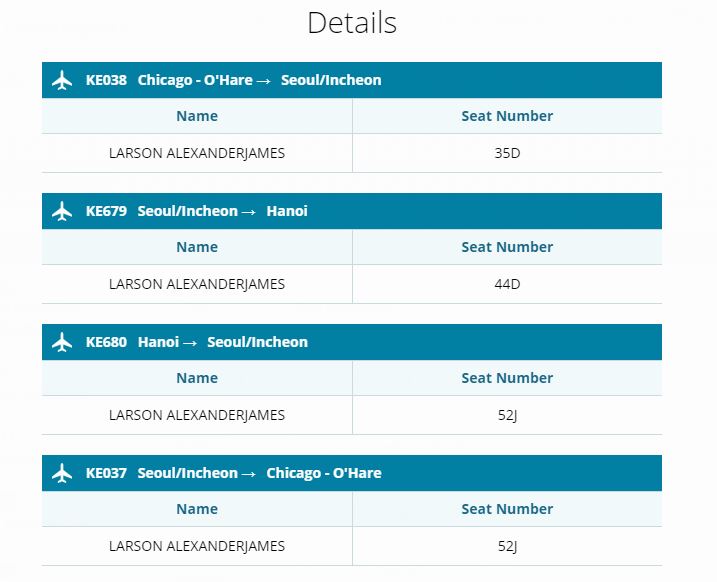 Details
KE038 Chicago - O'Hare → Seoul/Incheon
Name Seat Number
LARSON ALEXANDERJAMES 35D
KE679 Seoul/Incheon → Hanoi
Name Seat Number
LARSON ALEXANDERJAMES 44D
KE680 Hanoi → Seoul/Incheon
Name Seat Number
LARSON ALEXANDERJAMES 52J
KE037 Seoul/Incheon → Chicago - O'Hare
Name Seat Number
LARSON ALEXANDERJAMES 52J